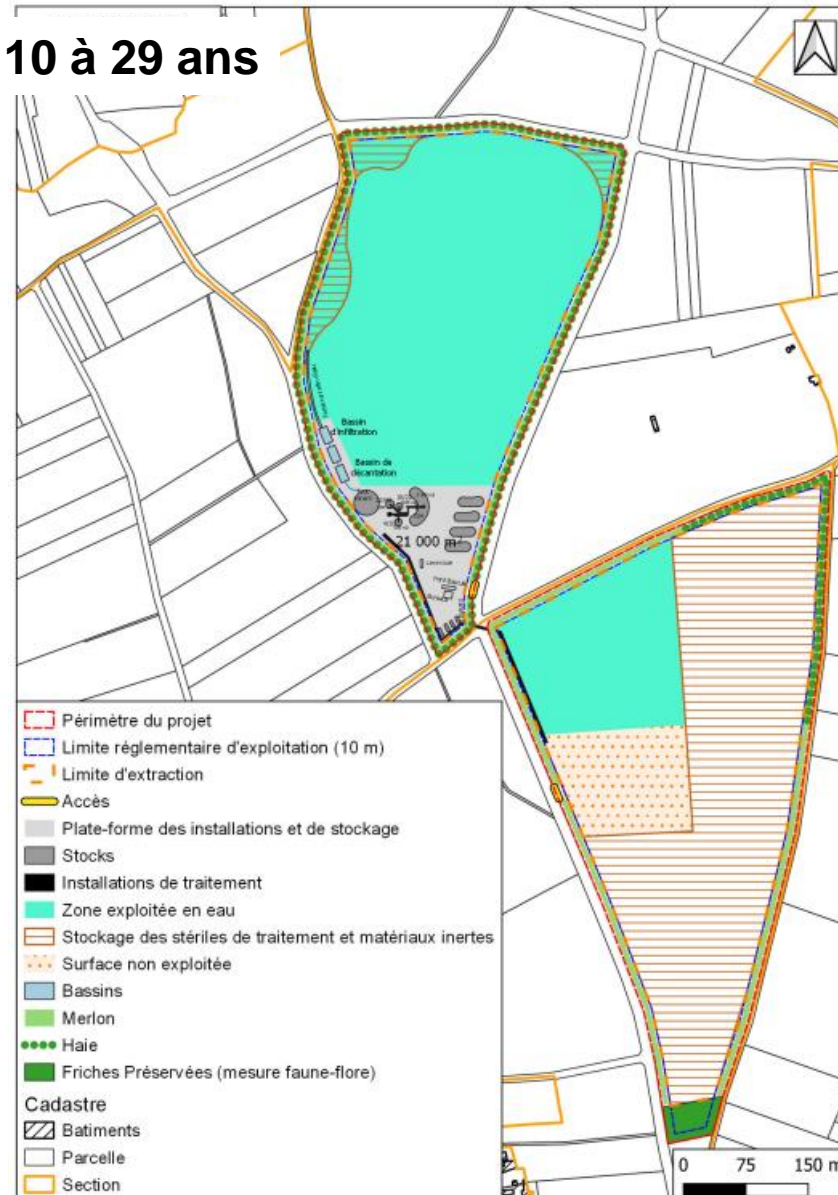 10 à 29 ans
Bassin
d'infiltration
Bassin de
décantation
21 000 m²
Périmètre du projet
Limite réglementaire d'exploitation (10 m)
Limite d'extraction
Accès
Plate-forme des installations et de stockage
Stocks
Installations de traitement
Zone exploitée en eau
Stockage des stériles de traitement et matériaux inertes
Surface non exploitée
Bassins
Merlon
Haie
Friches Préservées (mesure faune-flore)
Cadastre
Batiments
Parcelle
Section
0 75 150 m